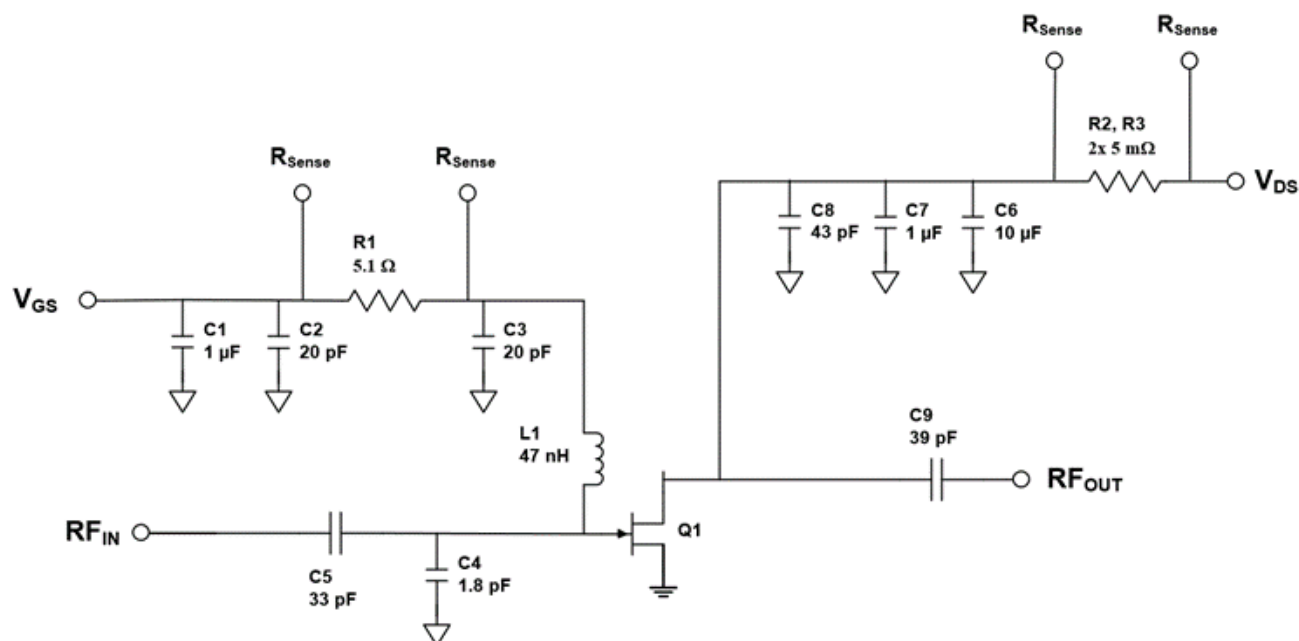 R_Sense
R_Sense
R2, R3
2x 5 mΩ
V_DS
R_Sense
R_Sense
C8
43 pF
C7
1 µF
C6
10 µF
R1
5.1 Ω
V_GS
C1
1 µF
C2
20 pF
C3
20 pF
C9
39 pF
L1
47 nH
RF_OUT
RF_IN
Q1
C5
33 pF
C4
1.8 pF